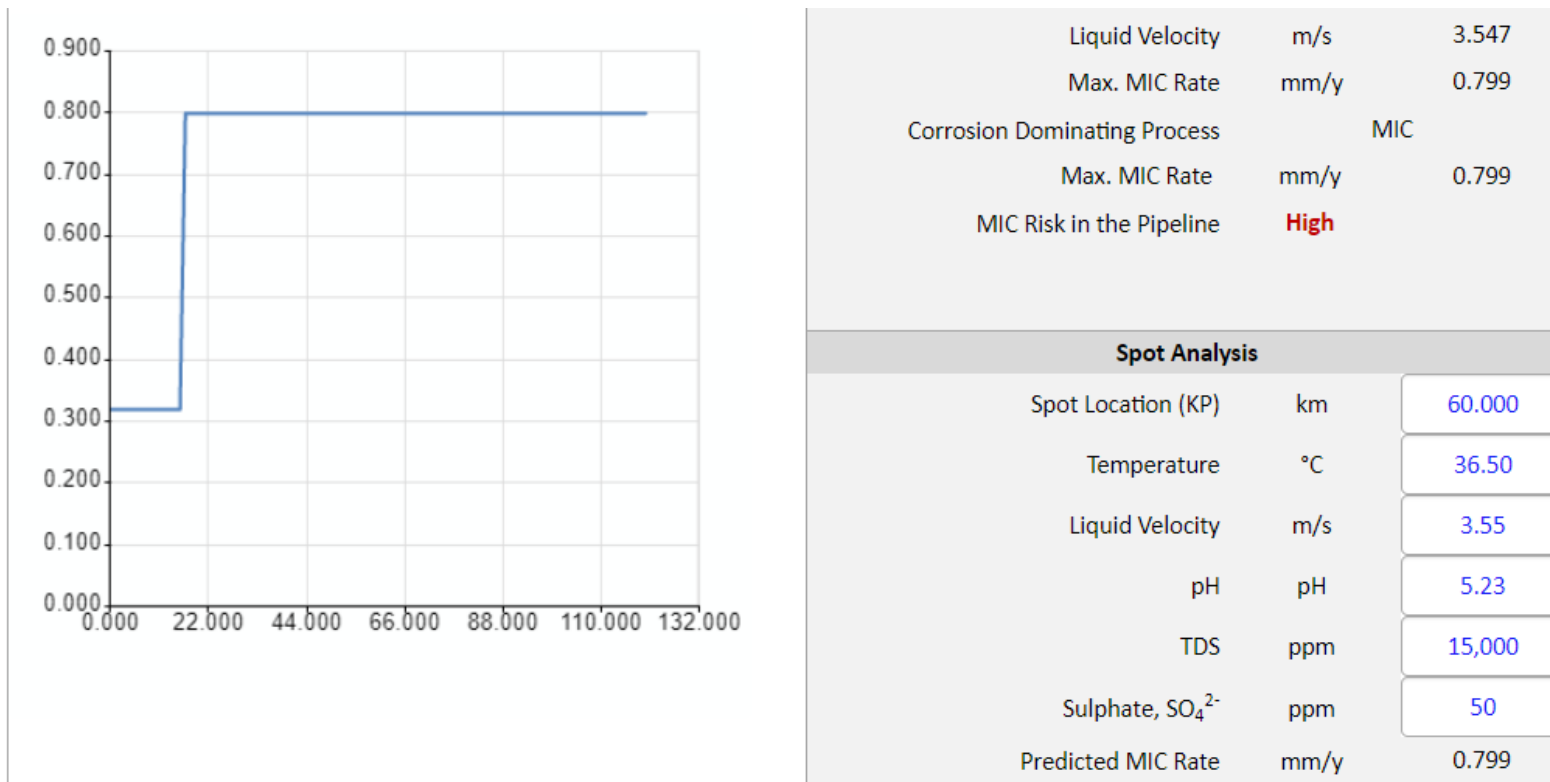 0.900
0.800
0.700
0.600
0.500
0.400
0.300
0.200
0.100
0.000
0.000 22.000 44.000 66.000 88.000 110.000 132.000
Liquid Velocity m/s 3.547
Max. MIC Rate mm/y 0.799
Corrosion Dominating Process MIC
Max. MIC Rate mm/y 0.799
MIC Risk in the Pipeline High
Spot Analysis
Spot Location (KP) km 60.000
Temperature °C 36.50
Liquid Velocity m/s 3.55
pH pH 5.23
TDS ppm 15,000
Sulphate, SO₄²⁻ ppm 50
Predicted MIC Rate mm/y 0.799